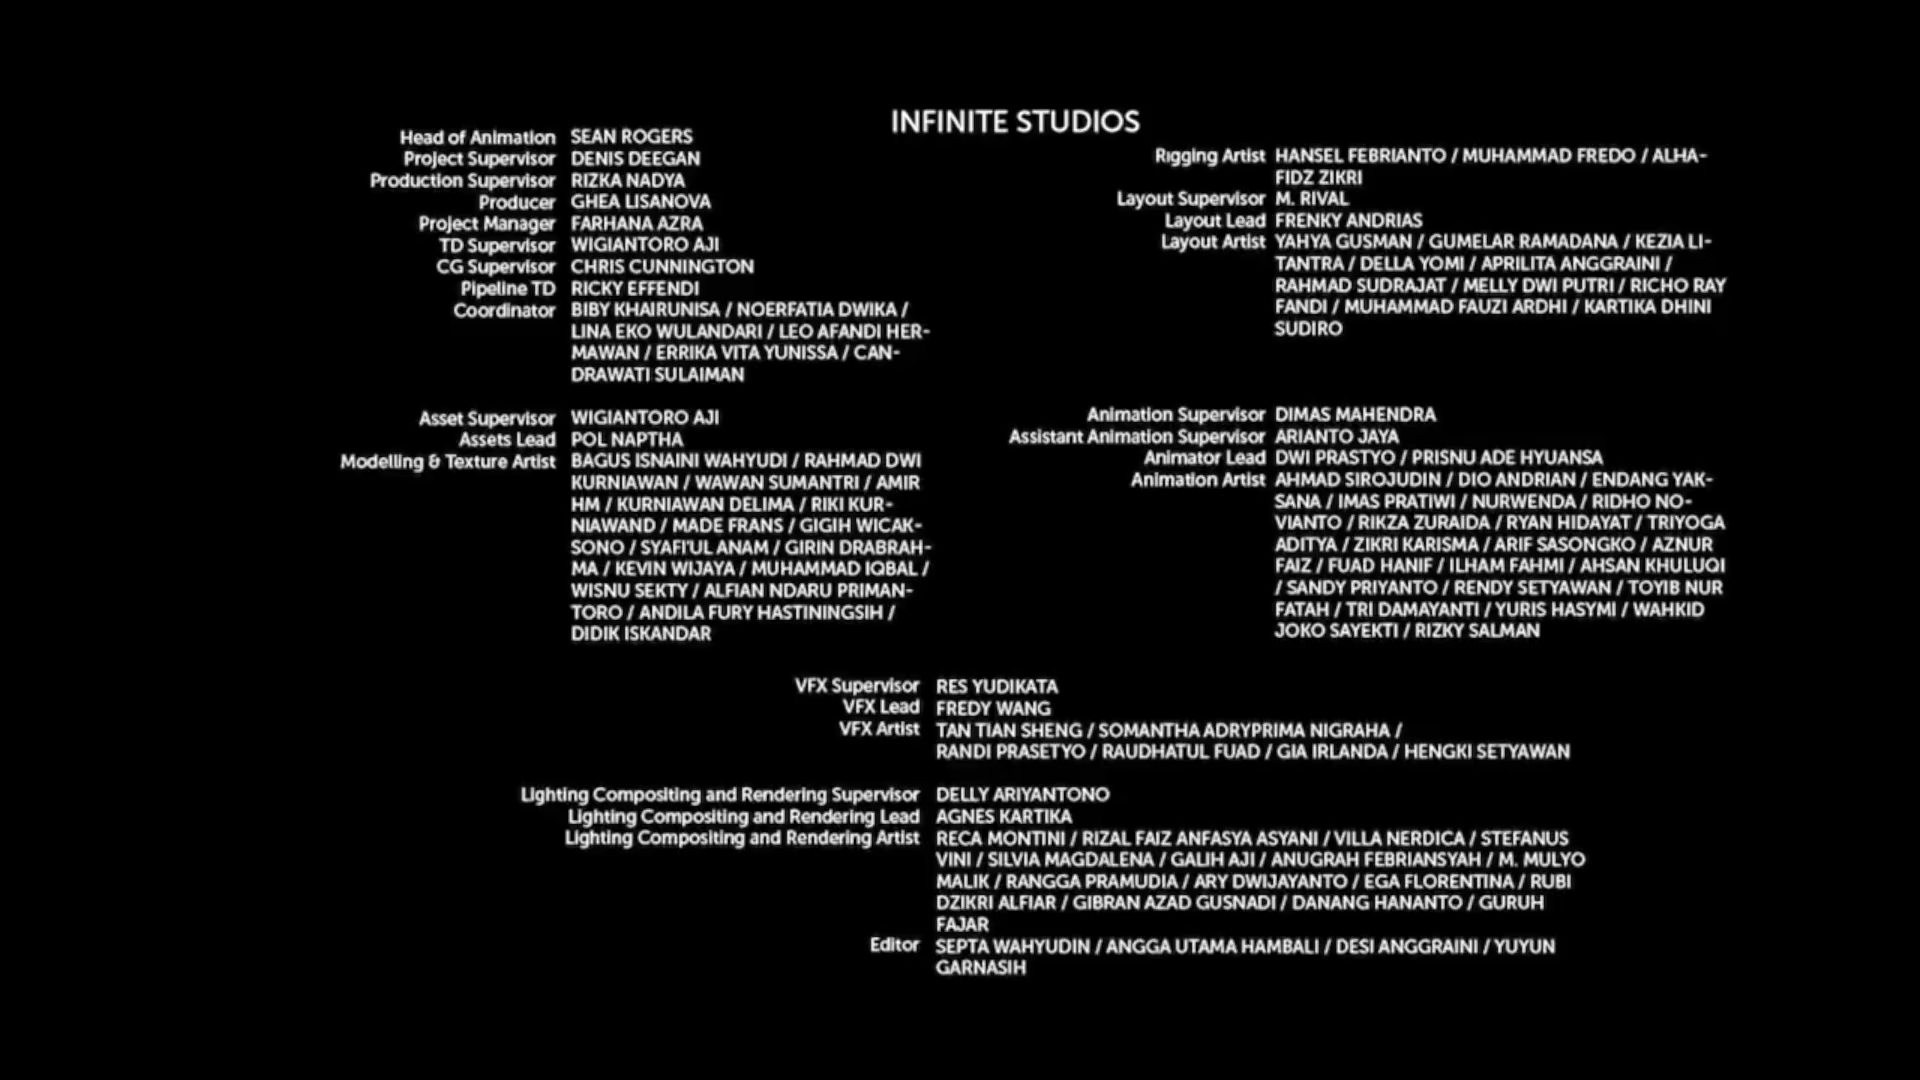 INFINITE STUDIOS
Head of Animation SEAN ROGERS
Project Supervisor DENIS DEEGAN
Production Supervisor RIZKA NADYA
Producer GHEA LISANOVA
Project Manager FARHANA AZRA
TD Supervisor WIGIANTORO AJI
CG Supervisor CHRIS CUNNINGTON
Pipeline TD RICKY EFFENDI
Coordinator BIBY KHAIRUNISA / NOERFATIA DWIKA /
LINA EKO WULANDARI / LEO AFANDI HER-
MAWAN / ERRIKA VITA YUNISSA / CAN-
DRAWATI SULAIMAN
Asset Supervisor WIGIANTORO AJI
Assets Lead POL NAPTHA
Modelling & Texture Artist BAGUS ISNAINI WAHYUDI / RAHMAD DWI
KURNIAWAN / WAWAN SUMANTRI / AMIR
HM / KURNIAWAN DELIMA / RIKI KUR-
NIAWAND / MADE FRANS / GIGIH WICAK-
SONO / SYAFI'UL ANAM / GIRIN DRABRAH-
MA / KEVIN WIJAYA / MUHAMMAD IQBAL /
WISNU SEKTY / ALFIAN NDARU PRIMAN-
TORO / ANDILA FURY HASTININGSIH /
DIDIK ISKANDAR
Rigging Artist HANSEL FEBRIANTO / MUHAMMAD FREDO / ALHA-
FIDZ ZIKRI
Layout Supervisor M. RIVAL
Layout Lead FRENKY ANDRIAS
Layout Artist YAHYA GUSMAN / GUMELAR RAMADANA / KEZIA LI-
TANTRA / DELLA YOMI / APRILITA ANGGRAINI /
RAHMAD SUDRAJAT / MELLY DWI PUTRI / RICHO RAY
FANDI / MUHAMMAD FAUZI ARDHI / KARTIKA DHINI
SUDIRO
Animation Supervisor DIMAS MAHENDRA
Assistant Animation Supervisor ARIANTO JAYA
Animator Lead DWI PRASTYO / PRISNU ADE HYUANSA
Animation Artist AHMAD SIROJUDIN / DIO ANDRIAN / ENDANG YAK-
SANA / IMAS PRATIWI / NURWENDA / RIDHO NO-
VIANTO / RIKZA ZURAIDA / RYAN HIDAYAT / TRIYOGA
ADITYA / ZIKRI KARISMA / ARIF SASONGKO / AZNUR
FAIZ / FUAD HANIF / ILHAM FAHMI / AHSAN KHULUQI
/ SANDY PRIYANTO / RENDY SETYAWAN / TOYIB NUR
FATAH / TRI DAMAYANTI / YURIS HASYMI / WAHKID
JOKO SAYEKTI / RIZKY SALMAN
VFX Supervisor RES YUDIKATA
VFX Lead FREDY WANG
VFX Artist TAN TIAN SHENG / SOMANTHA ADRYPRIMA NIGRAHA /
RANDI PRASETYO / RAUDHATUL FUAD / GIA IRLANDA / HENGKI SETYAWAN
Lighting Compositing and Rendering Supervisor DELLY ARIYANTONO
Lighting Compositing and Rendering Lead AGNES KARTIKA
Lighting Compositing and Rendering Artist RECA MONTINI / RIZAL FAIZ ANFASYA ASYANI / VILLA NERDICA / STEFANUS
VINI / SILVIA MAGDALENA / GALIH AJI / ANUGRAH FEBRIANSYAH / M. MULYO
MALIK / RANGGA PRAMUDIA / ARY DWIJAYANTO / EGA FLORENTINA / RUBI
DZIKRI ALFIAR / GIBRAN AZAD GUSNADI / DANANG HANANTO / GURUH
FAJAR
Editor SEPTA WAHYUDIN / ANGGA UTAMA HAMBALI / DESI ANGGRAINI / YUYUN
GARNASIH